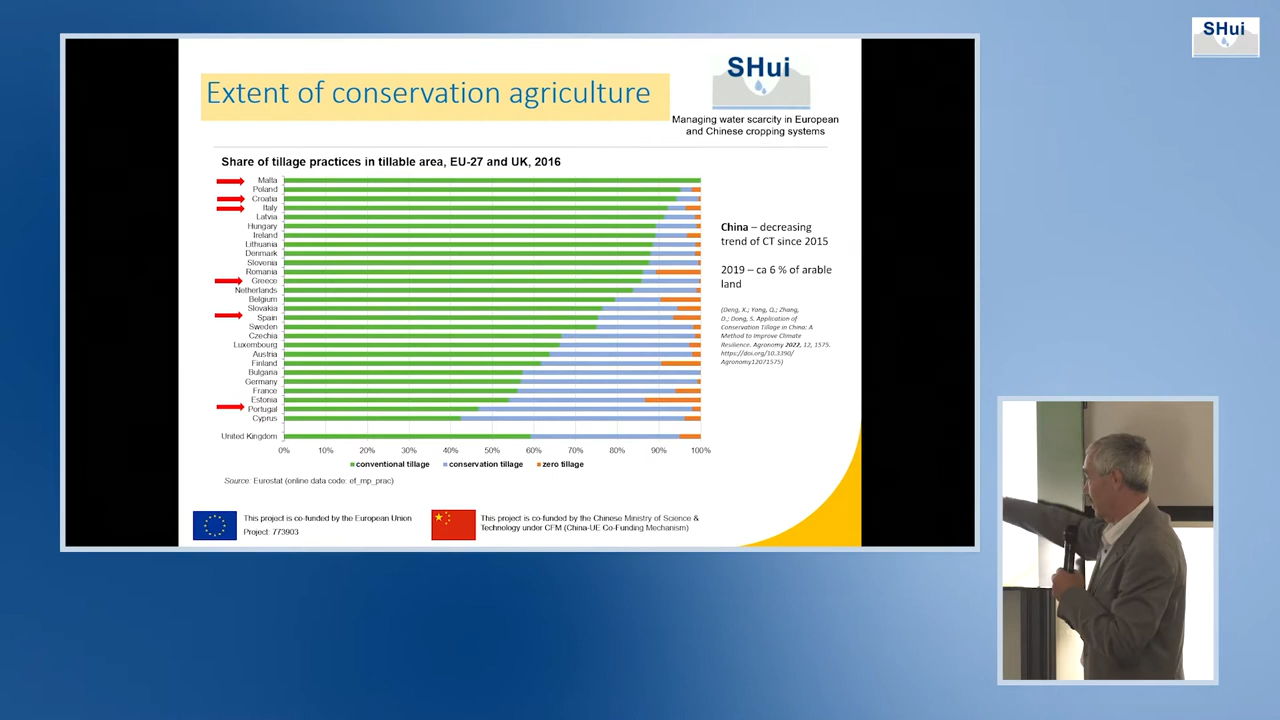 SHui
SHui
Extent of conservation agriculture
Managing water scarcity in European
and Chinese cropping systems
Share of tillage practices in tillable area, EU-27 and UK, 2016
Malta
Poland
Croatia
Italy
Latvia
Hungary
Ireland
Lithuania
Denmark
Slovenia
Romania
Greece
Netherlands
Belgium
Slovakia
Spain
Sweden
Czechia
Luxembourg
Austria
Finland
Bulgaria
Germany
France
Estonia
Portugal
Cyprus
United Kingdom
0% 10% 20% 30% 40% 50% 60% 70% 80% 90% 100%
conventional tillage conservation tillage zero tillage
Source: Eurostat (online data code: ef_mp_prac)
China – decreasing
trend of CT since 2015
2019 – ca 6 % of arable
land
(Deng, X.; Yang, Q.; Zhang,
D.; Dong, S. Application of
Conservation Tillage in China: A
Method to Improve Climate
Resilience. Agronomy 2022, 12, 1575.
https://doi.org/10.3390/
Agronomy12071575)
This project is co-funded by the European Union
Project: 773903
This project is co-funded by the Chinese Ministry of Science &
Technology under CFM (China-UE Co-Funding Mechanism)